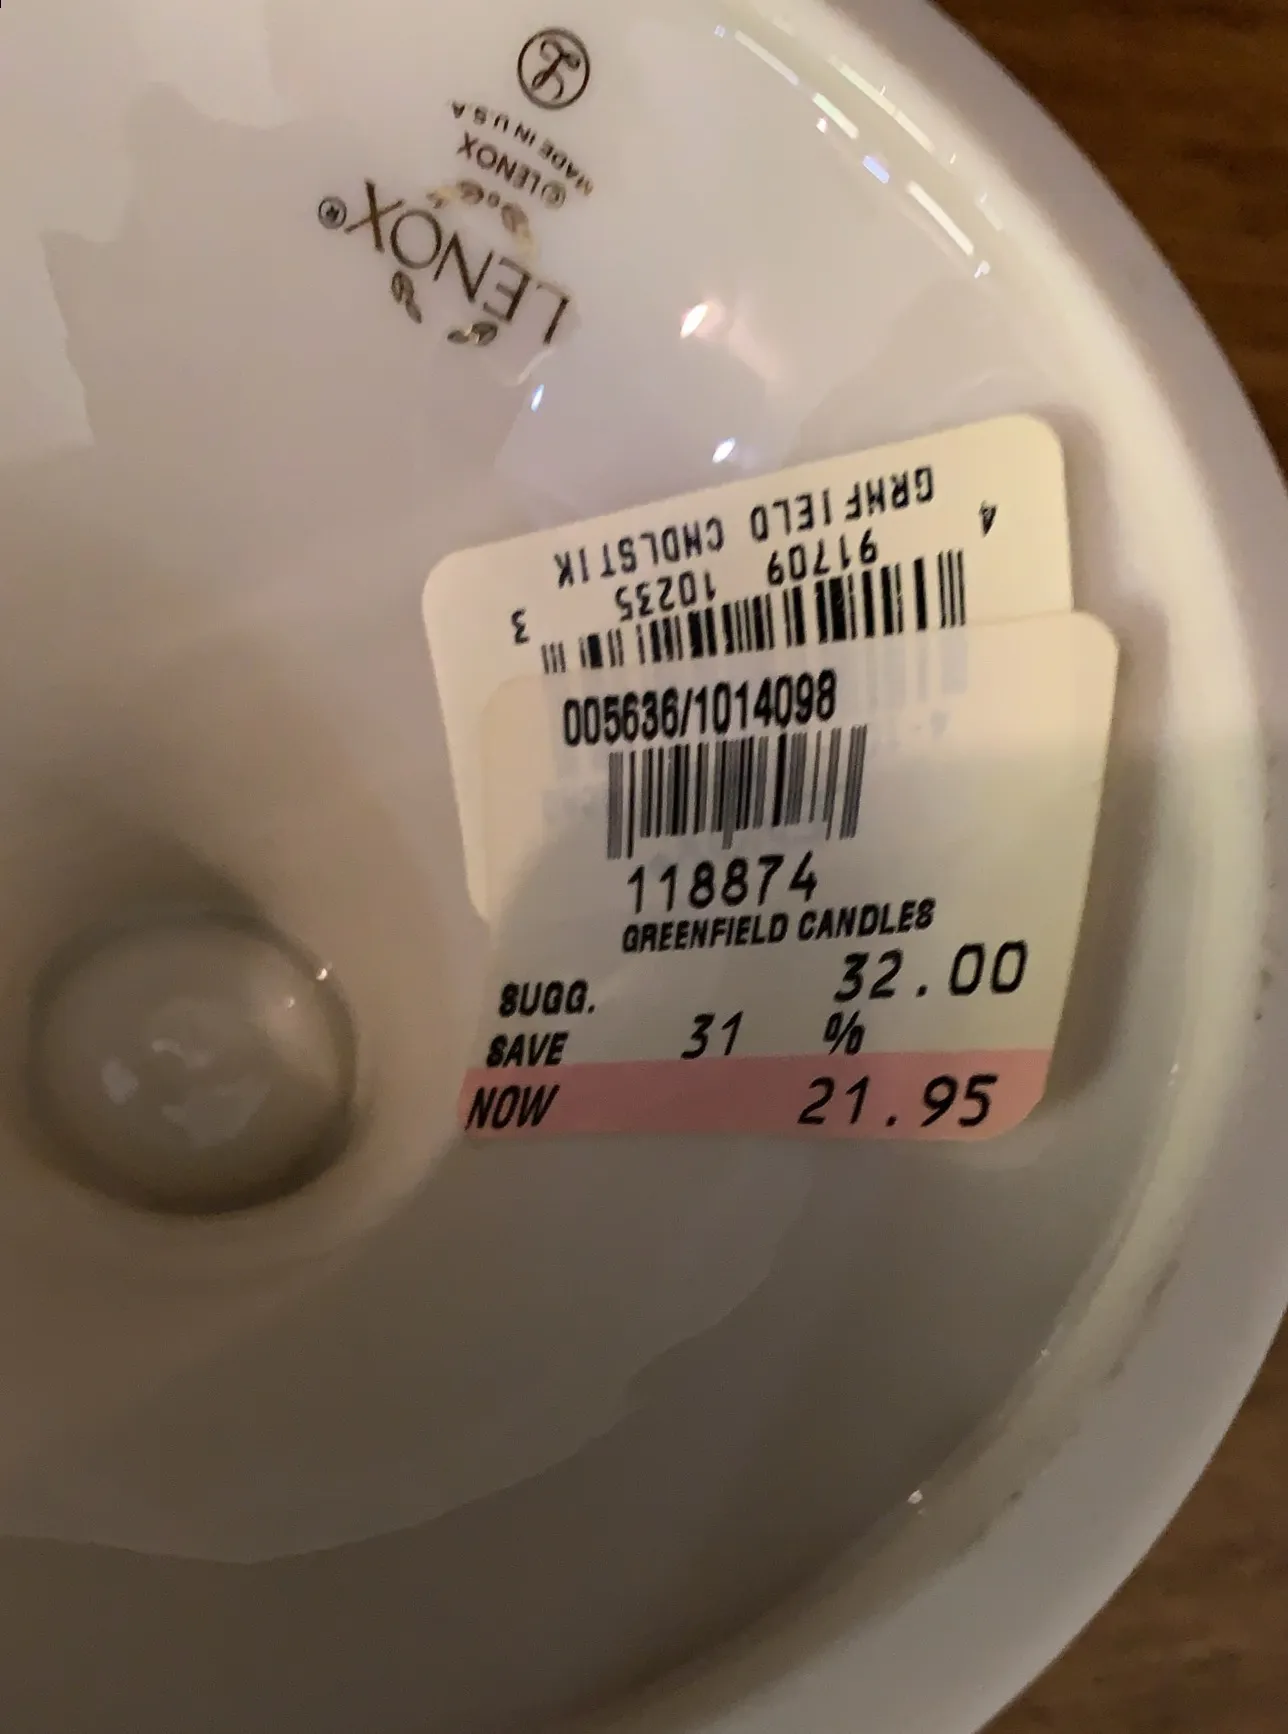 LENOX®
©LENOX
MADE IN U.S.A.
GRNFIELD CNDLSTIK
4 91709 10235 3
005636/1014098
118874
GREENFIELD CANDLES
SUGG. 32.00
SAVE 31 %
NOW 21.95